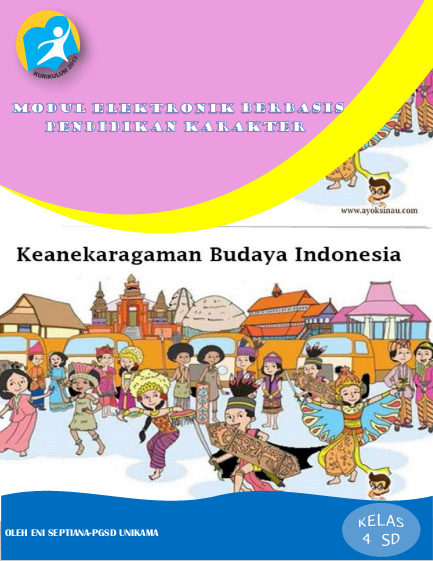 KURIKULUM 2013
MODUL ELEKTRONIK BERBASIS
PENDIDIKAN KARAKTER
www.ayoksinau.com
Keanekaragaman Budaya Indonesia
OLEH ENI SEPTIANA-PGSD UNIKAMA
KELAS
4 SD